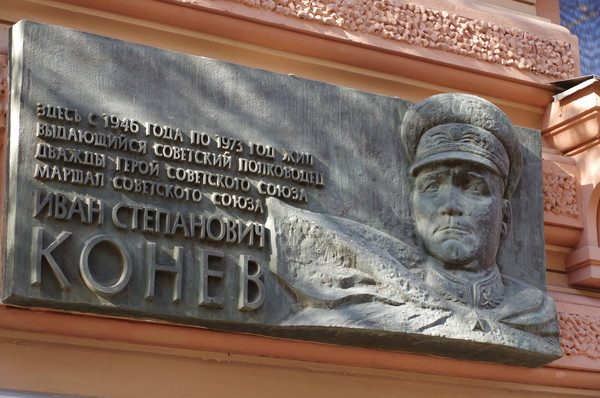 ЗДЕСЬ С 1946 ГОДА ПО 1973 ГОД ЖИЛ
ВЫДАЮЩИЙСЯ СОВЕТСКИЙ ПОЛКОВОДЕЦ
ДВАЖДЫ ГЕРОЙ СОВЕТСКОГО СОЮЗА
МАРШАЛ СОВЕТСКОГО СОЮЗА
ИВАН СТЕПАНОВИЧ
КОНЕВ